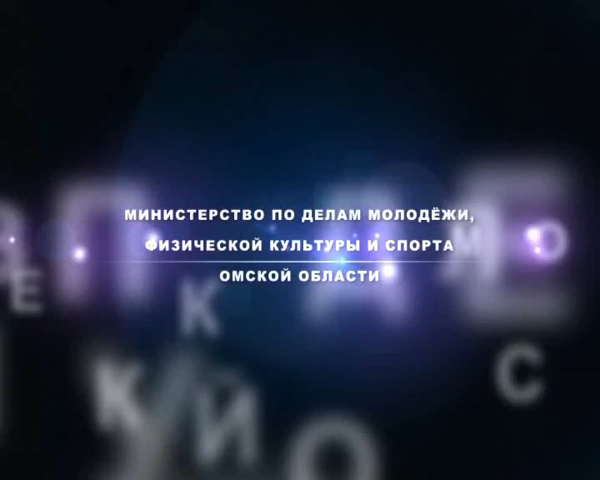 МИНИСТЕРСТВО ПО ДЕЛАМ МОЛОДЁЖИ,
ФИЗИЧЕСКОЙ КУЛЬТУРЫ И СПОРТА
ОМСКОЙ ОБЛАСТИ